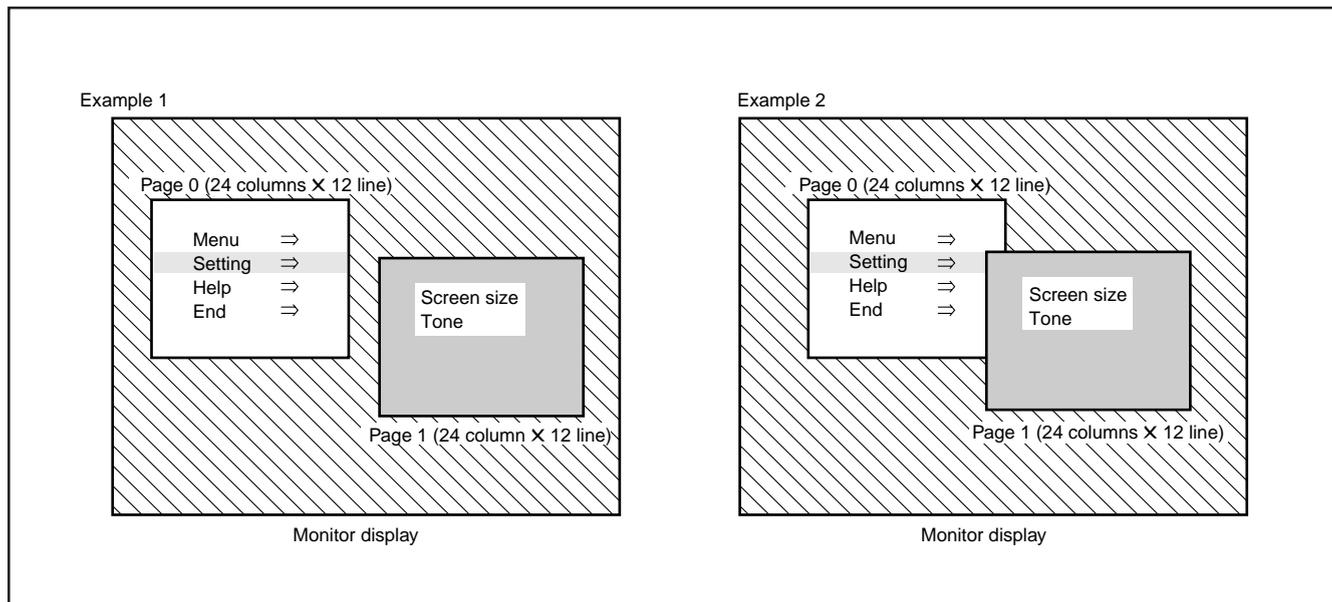 Example 1
Page 0 (24 columns × 12 line)
Menu ⇒
Setting ⇒
Help ⇒
End ⇒
Screen size
Tone
Page 1 (24 column × 12 line)
Monitor display
Example 2
Page 0 (24 columns × 12 line)
Menu ⇒
Setting ⇒
Help ⇒
End ⇒
Screen size
Tone
Page 1 (24 columns × 12 line)
Monitor display